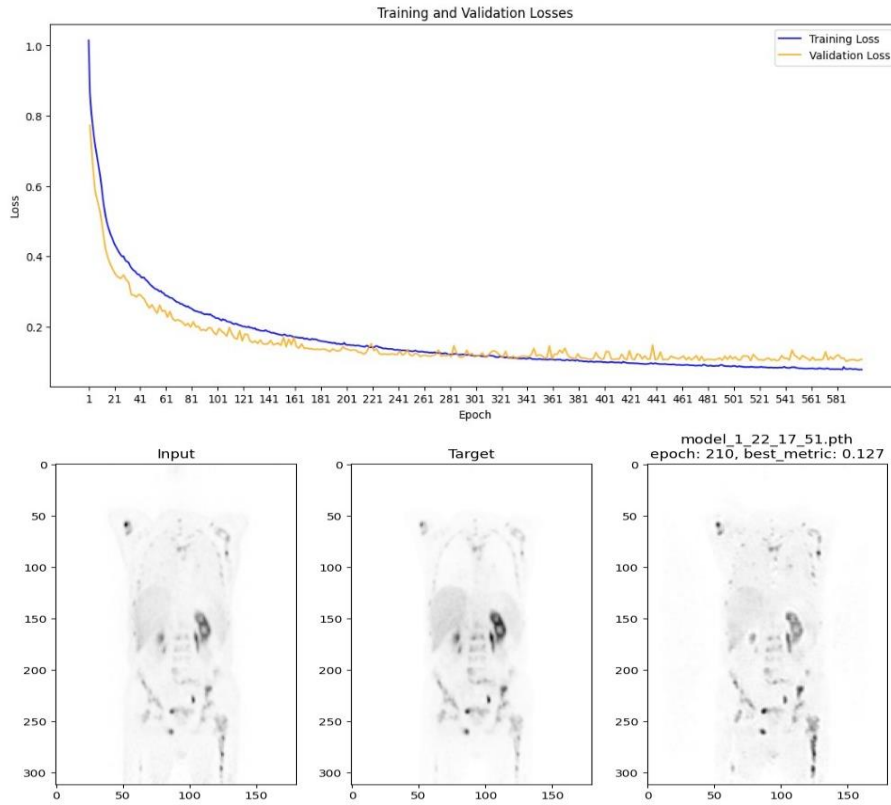 Training and Validation Losses
Training Loss
Validation Loss
1.0
0.8
0.6
0.4
0.2
Loss
1 21 41 61 81 101 121 141 161 181 201 221 241 261 281 301 321 341 361 381 401 421 441 461 481 501 521 541 561 581
Epoch
Input
Target
model_1_22_17_51.pth
epoch: 210, best_metric: 0.127
0 0 0
50 50 50
100 100 100
150 150 150
200 200 200
250 250 250
300 300 300
0 50 100 150 0 50 100 150 0 50 100 150